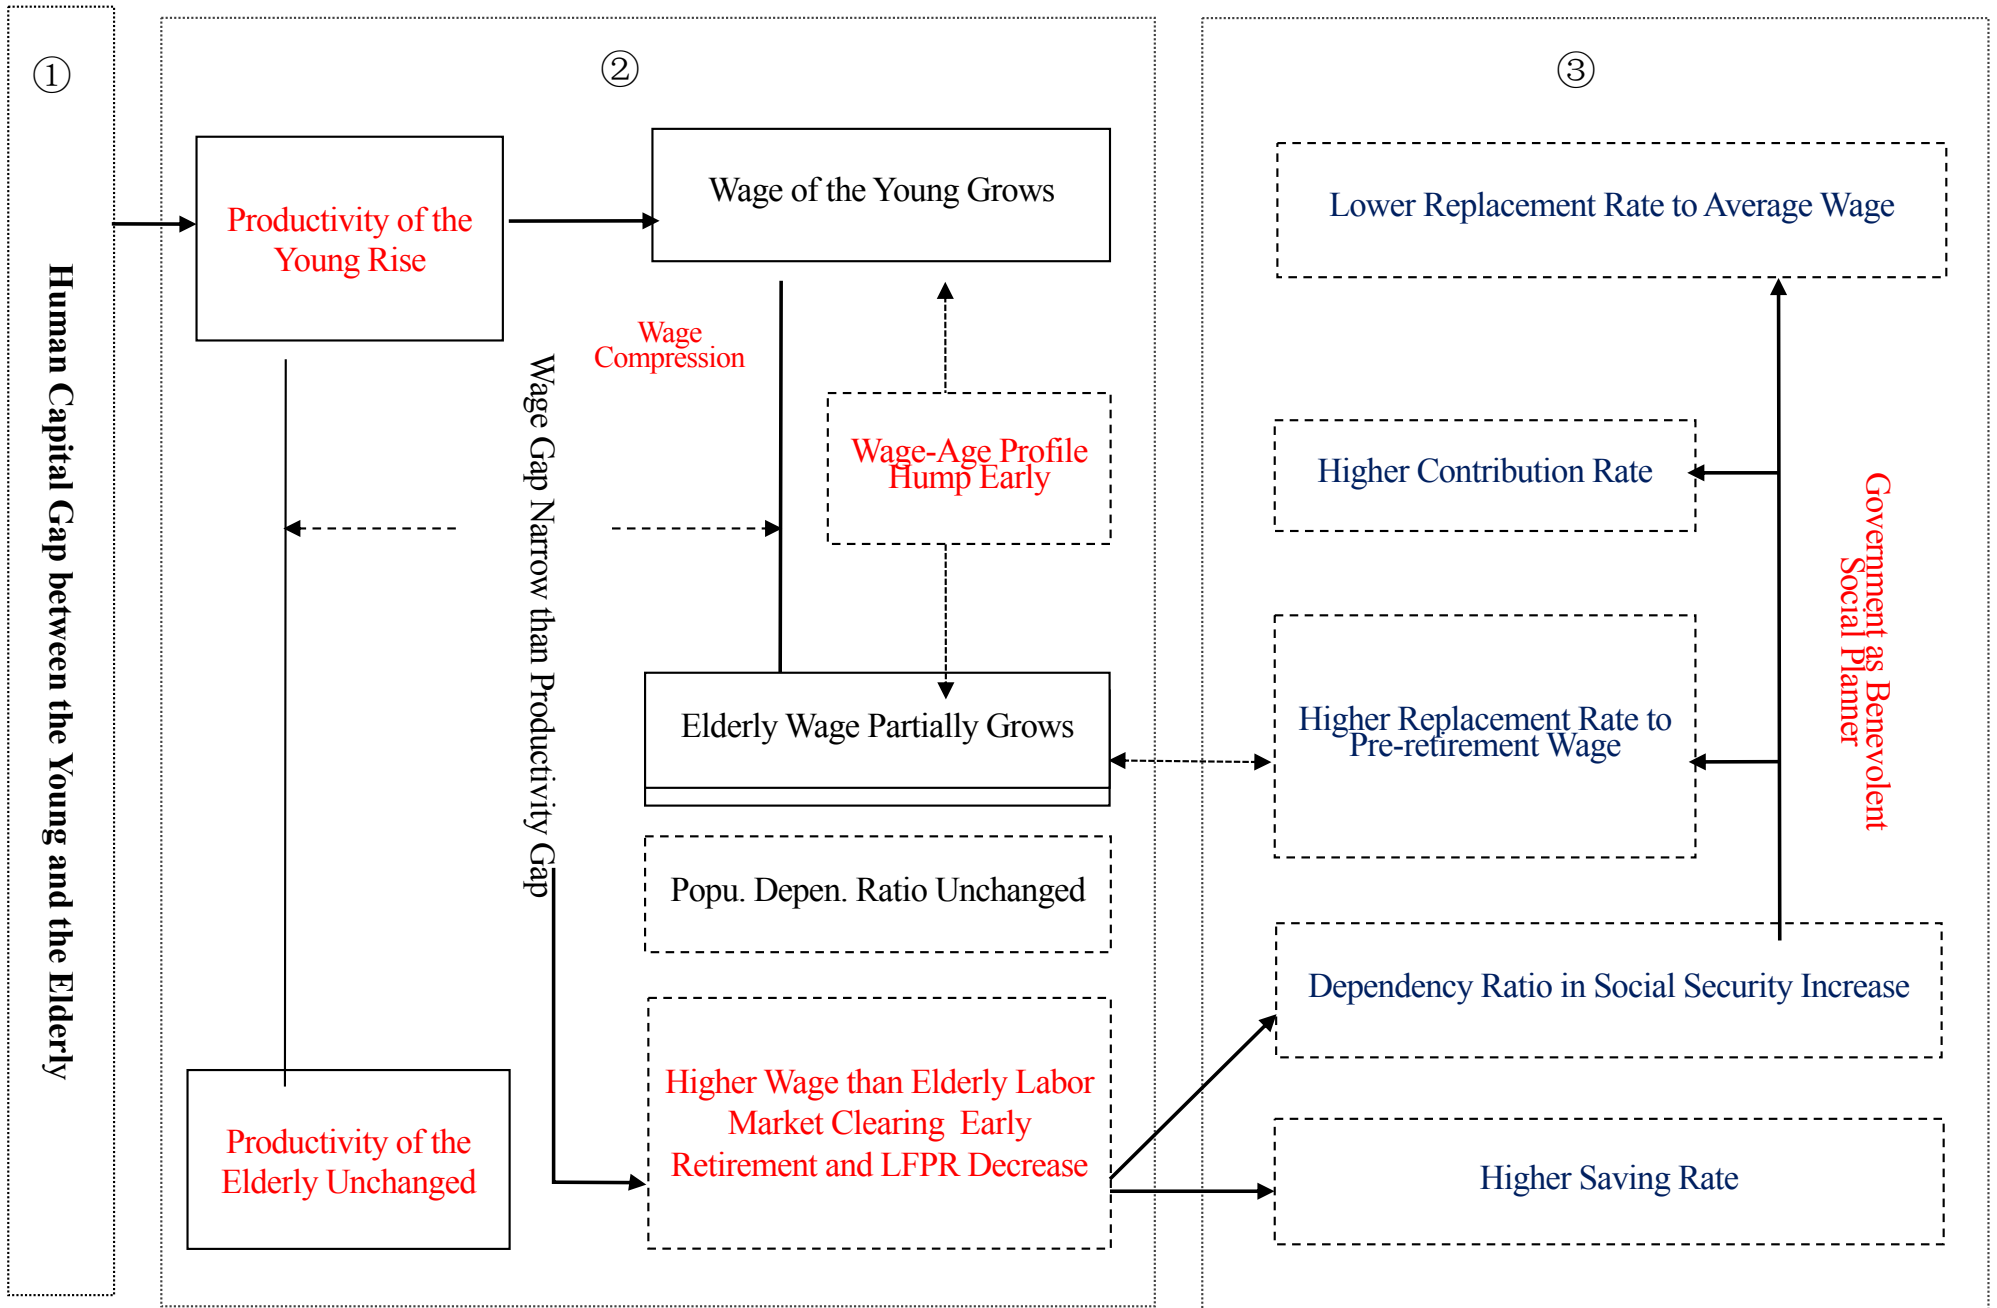 ①
Human Capital Gap between the Young and the Elderly
②
Productivity of the
Young Rise
Wage of the Young Grows
Wage
Compression
Wage Gap Narrow than Productivity Gap
Wage-Age Profile
Hump Early
Elderly Wage Partially Grows
Popu. Depen. Ratio Unchanged
Productivity of the
Elderly Unchanged
Higher Wage than Elderly Labor
Market Clearing  Early
Retirement and LFPR Decrease
③
Lower Replacement Rate to Average Wage
Higher Contribution Rate
Government as Benevolent
Social Planner
Higher Replacement Rate to
Pre-retirement Wage
Dependency Ratio in Social Security Increase
Higher Saving Rate